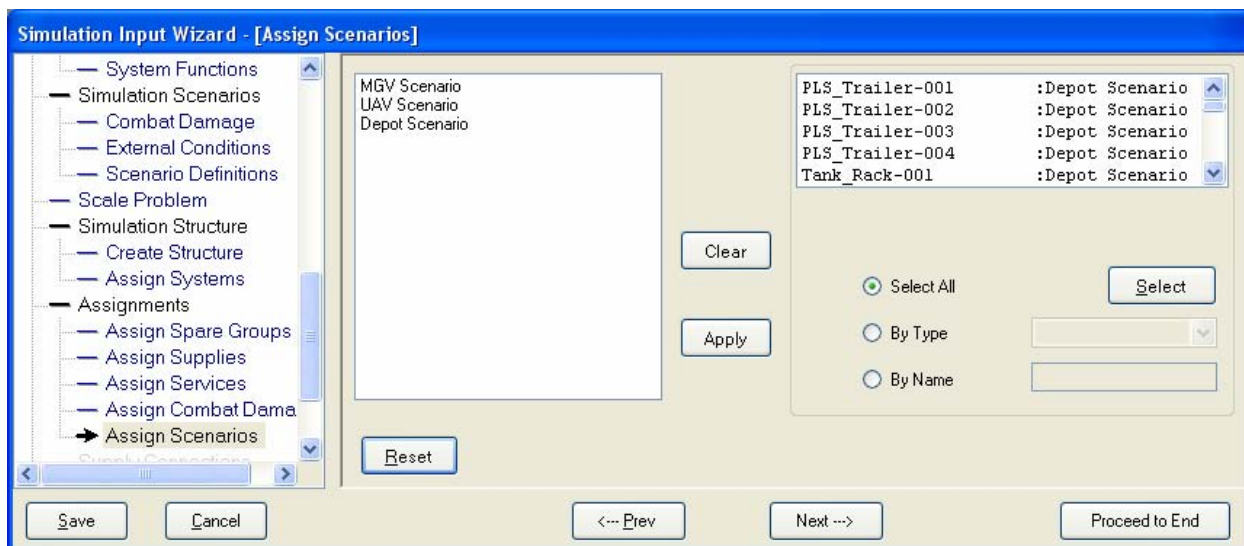 Simulation Input Wizard - [Assign Scenarios]
System Functions
Simulation Scenarios
Combat Damage
External Conditions
Scenario Definitions
Scale Problem
Simulation Structure
Create Structure
Assign Systems
Assignments
Assign Spare Groups
Assign Supplies
Assign Services
Assign Combat Dama
Assign Scenarios
Supply Connections
MGV Scenario
UAV Scenario
Depot Scenario
Clear
Apply
Reset
PLS_Trailer-001 :Depot Scenario
PLS_Trailer-002 :Depot Scenario
PLS_Trailer-003 :Depot Scenario
PLS_Trailer-004 :Depot Scenario
Tank_Rack-001 :Depot Scenario
Select All
Select
By Type
By Name
Save
Cancel
<--- Prev
Next --->
Proceed to End